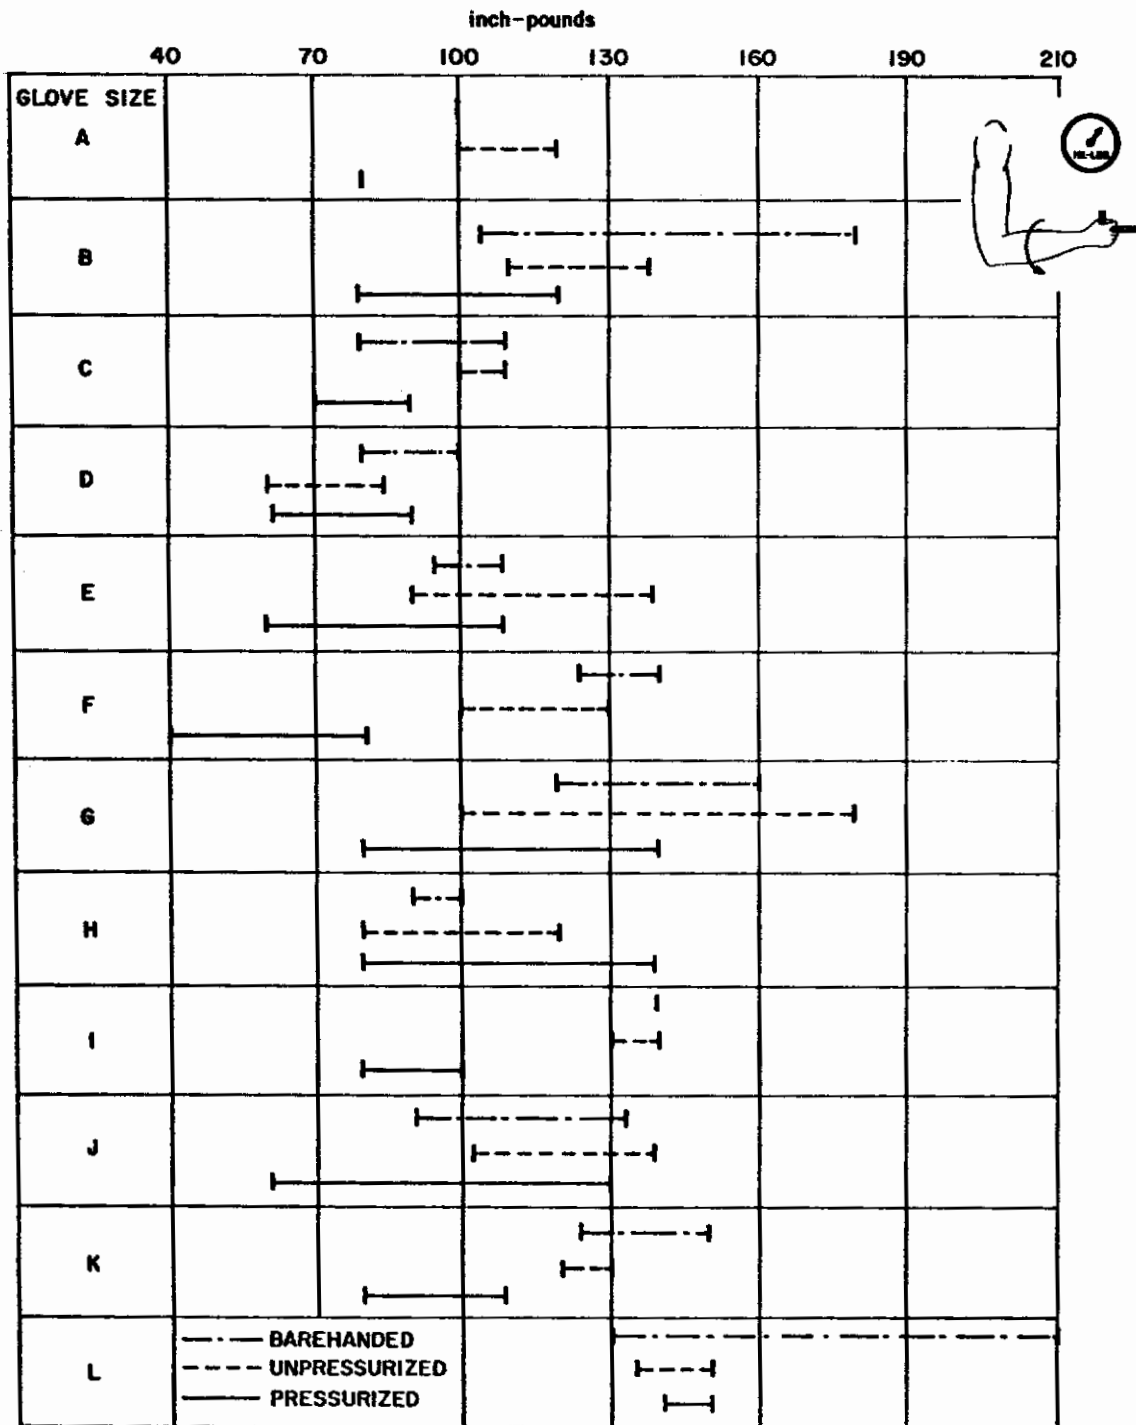 inch-pounds
40 70 100 130 160 190 210
GLOVE SIZE
A
B
C
D
E
F
G
H
I
J
K
L
BAREHANDED
UNPRESSURIZED
PRESSURIZED